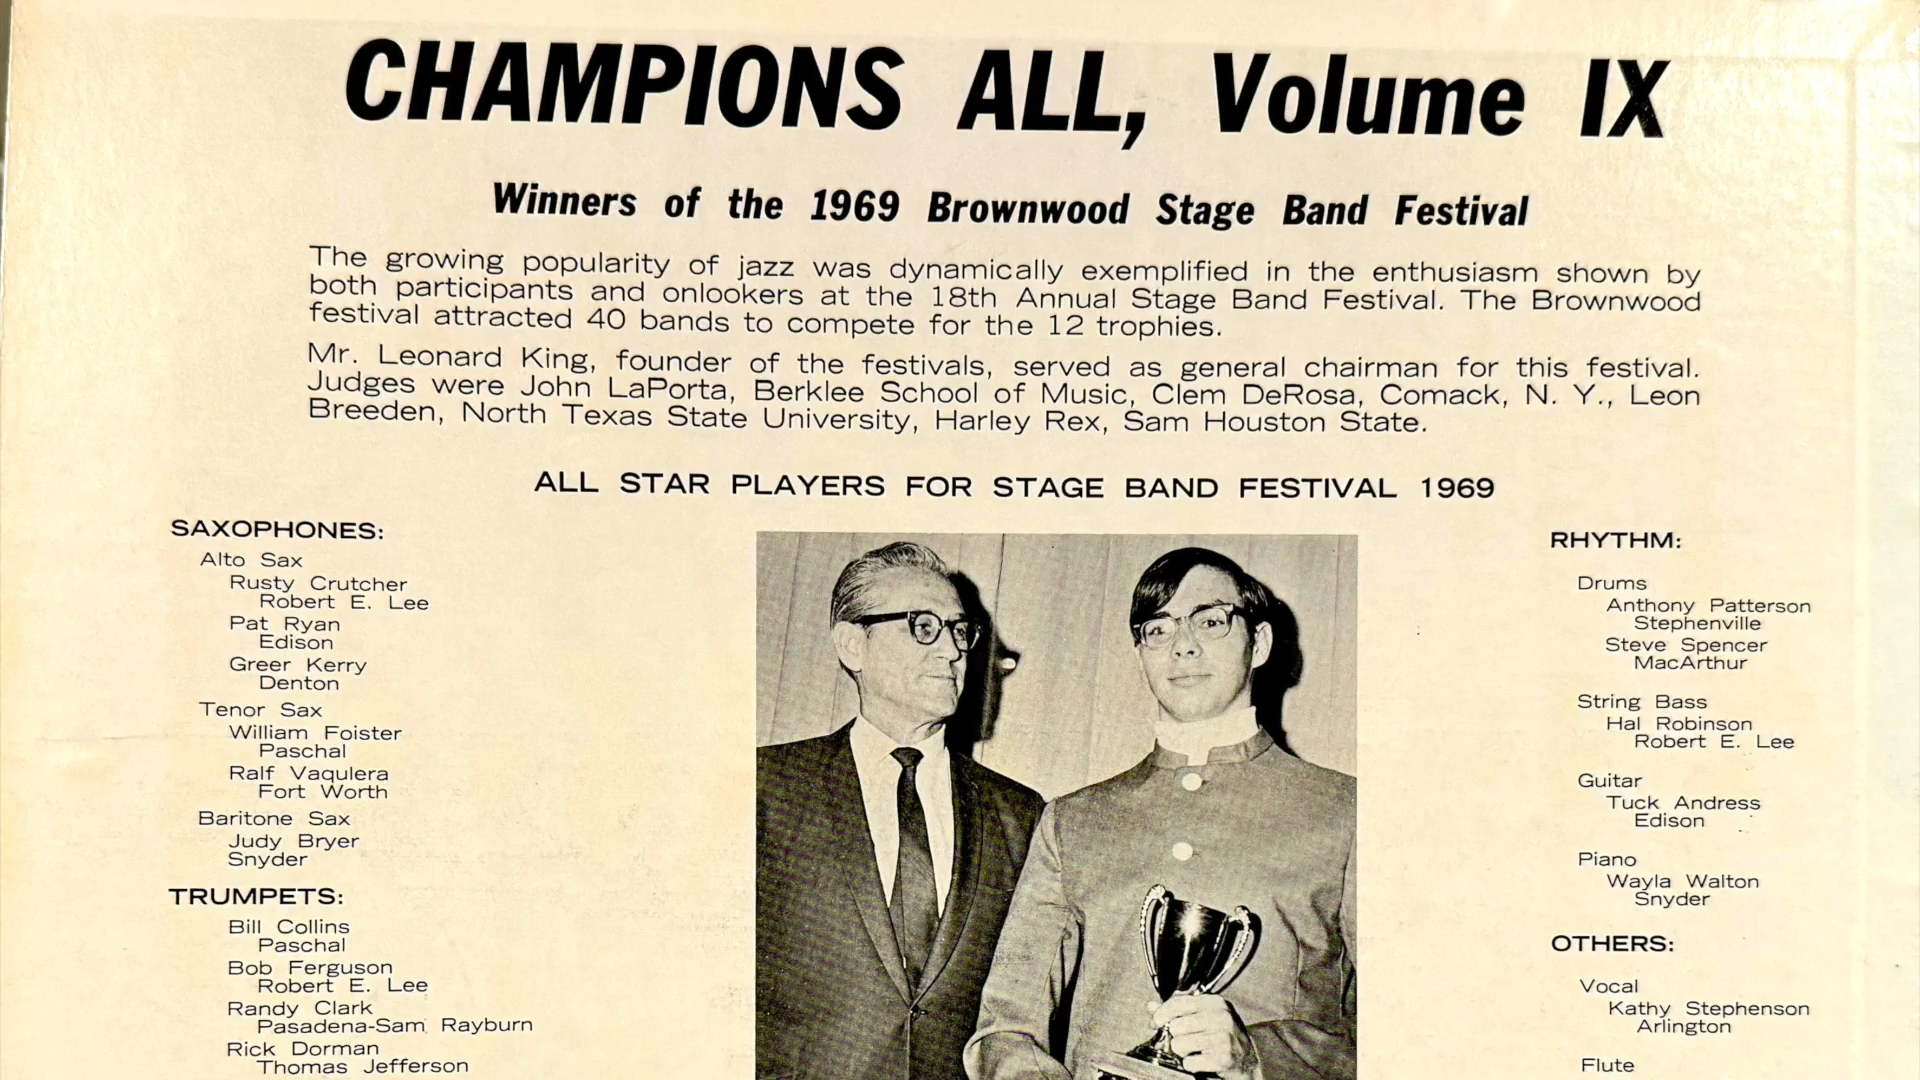 CHAMPIONS ALL, Volume IX
Winners of the 1969 Brownwood Stage Band Festival
The growing popularity of jazz was dynamically exemplified in the enthusiasm shown by
both participants and onlookers at the 18th Annual Stage Band Festival. The Brownwood
festival attracted 40 bands to compete for the 12 trophies.
Mr. Leonard King, founder of the festivals, served as general chairman for this festival.
Judges were John LaPorta, Berklee School of Music, Clem DeRosa, Comack, N. Y., Leon
Breeden, North Texas State University, Harley Rex, Sam Houston State.
ALL STAR PLAYERS FOR STAGE BAND FESTIVAL 1969
SAXOPHONES:
Alto Sax
Rusty Crutcher
Robert E. Lee
Pat Ryan
Edison
Greer Kerry
Denton
Tenor Sax
William Foister
Paschal
Ralf Vaqulera
Fort Worth
Baritone Sax
Judy Bryer
Snyder
TRUMPETS:
Bill Collins
Paschal
Bob Ferguson
Robert E. Lee
Randy Clark
Pasadena-Sam Rayburn
Rick Dorman
Thomas Jefferson
RHYTHM:
Drums
Anthony Patterson
Stephenville
Steve Spencer
MacArthur
String Bass
Hal Robinson
Robert E. Lee
Guitar
Tuck Andress
Edison
Piano
Wayla Walton
Snyder
OTHERS:
Vocal
Kathy Stephenson
Arlington
Flute